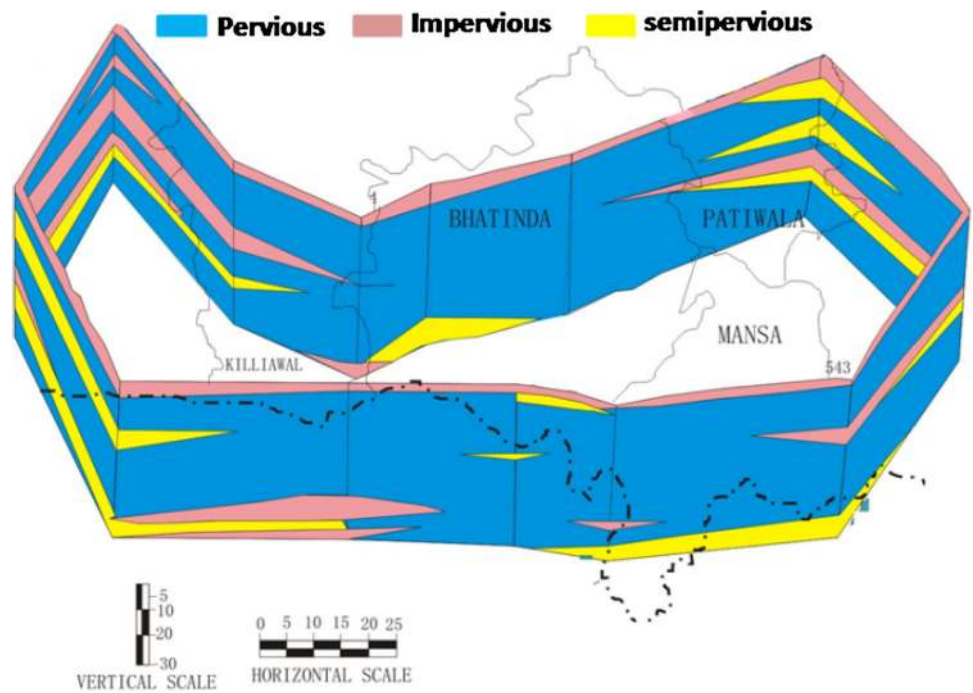 Pervious Impervious semipervious
BHATINDA
PATIWALA
MANSA
KILLIAWAL
543
5
10
20
30
VERTICAL SCALE
0 5 10 15 20 25
HORIZONTAL SCALE